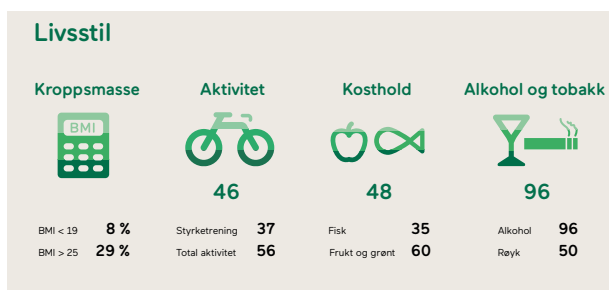 Livsstil
Kroppsmasse
BMI
BMI < 19 8 %
BMI > 25 29 %
Aktivitet
46
Styrketrening 37
Total aktivitet 56
Kosthold
48
Fisk 35
Frukt og grønt 60
Alkohol og tobakk
96
Alkohol 96
Røyk 50